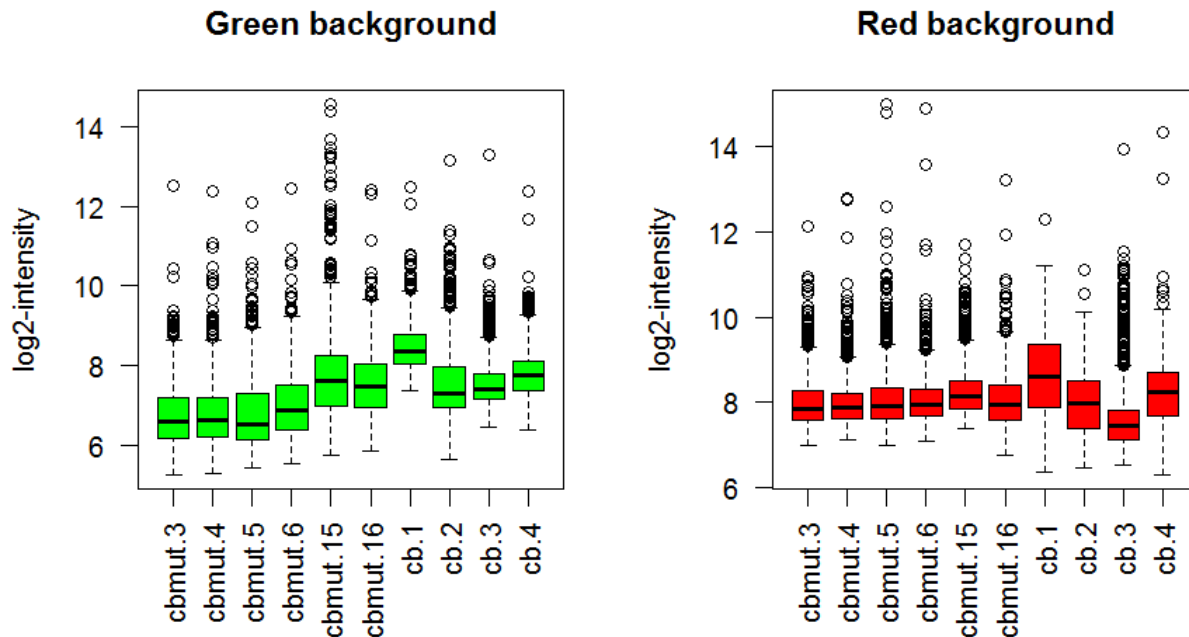 Green background
log2-intensity
14
12
10
8
6
cbmut.3
cbmut.4
cbmut.5
cbmut.6
cbmut.15
cbmut.16
cb.1
cb.2
cb.3
cb.4
Red background
log2-intensity
14
12
10
8
6
cbmut.3
cbmut.4
cbmut.5
cbmut.6
cbmut.15
cbmut.16
cb.1
cb.2
cb.3
cb.4